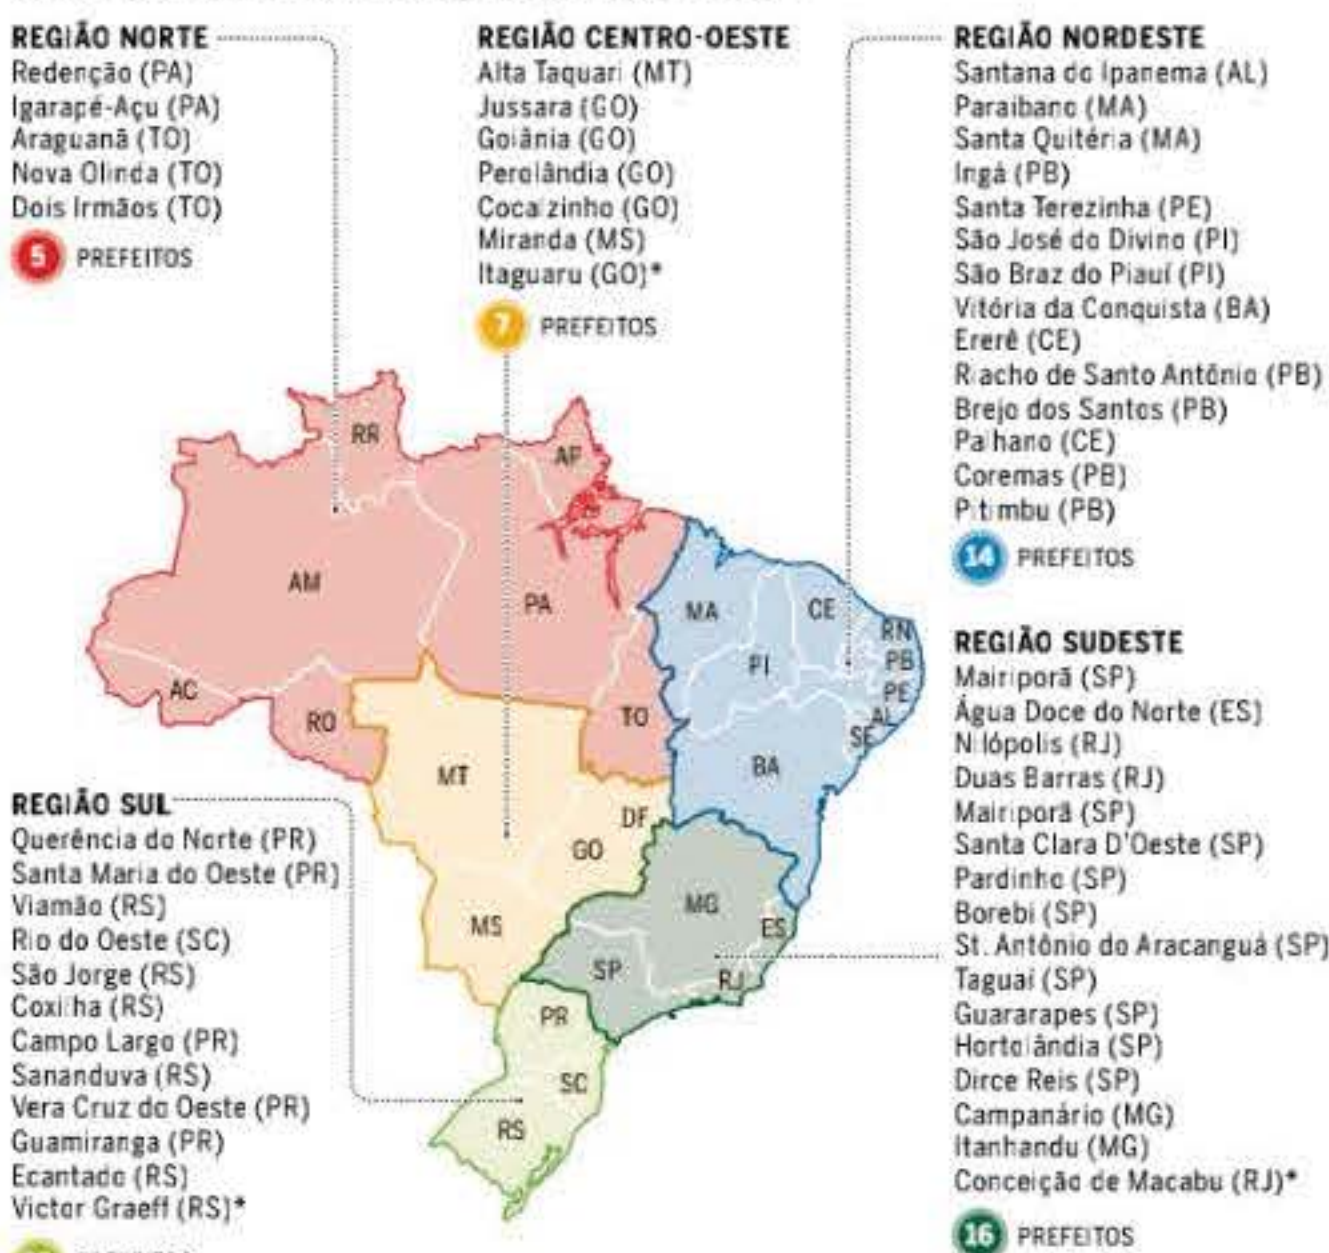 REGIÃO NORTE
Redenção (PA)
Igarapé-Açu (PA)
Araguanã (TO)
Nova Olinda (TO)
Dois Irmãos (TO)
5 PREFEITOS
REGIÃO CENTRO-OESTE
Alta Taquari (MT)
Jussara (GO)
Goiânia (GO)
Perolândia (GO)
Cocalzinho (GO)
Miranda (MS)
Itaguaru (GO)*
7 PREFEITOS
REGIÃO NORDESTE
Santana do Ipanema (AL)
Paraibano (MA)
Santa Quitéria (MA)
Ingá (PB)
Santa Terezinha (PE)
São José do Divino (PI)
São Braz do Piauí (PI)
Vitória da Conquista (BA)
Ererê (CE)
Riacho de Santo Antônio (PB)
Brejo dos Santos (PB)
Palhano (CE)
Coremas (PB)
Pitimbu (PB)
14 PREFEITOS
RR
AP
AM
PA
MA
CE
RN
PI
PB
PE
AC
RO
TO
AL
SE
MT
BA
DF
GO
MS
MG
ES
SP
RJ
PR
SC
RS
REGIÃO SUL
Querência do Norte (PR)
Santa Maria do Oeste (PR)
Viamão (RS)
Rio do Oeste (SC)
São Jorge (RS)
Coxilha (RS)
Campo Largo (PR)
Sananduva (RS)
Vera Cruz do Oeste (PR)
Guamiranga (PR)
Ecantado (RS)
Victor Graeff (RS)*
REGIÃO SUDESTE
Mairiporã (SP)
Água Doce do Norte (ES)
Nilópolis (RJ)
Duas Barras (RJ)
Mairiporã (SP)
Santa Clara D'Oeste (SP)
Pardinho (SP)
Borebi (SP)
St. Antônio do Aracanguá (SP)
Taguaí (SP)
Guararapes (SP)
Hortolândia (SP)
Dirce Reis (SP)
Campanário (MG)
Itanhandu (MG)
Conceição de Macabu (RJ)*
16 PREFEITOS